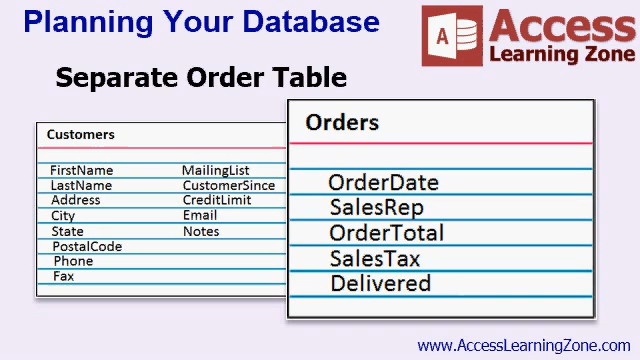 Planning Your Database
Access
Learning Zone
A
Separate Order Table
Customers
FirstName MailingList
LastName CustomerSince
Address CreditLimit
City Email
State Notes
PostalCode
Phone
Fax
Orders
OrderDate
SalesRep
OrderTotal
SalesTax
Delivered
www.AccessLearningZone.com